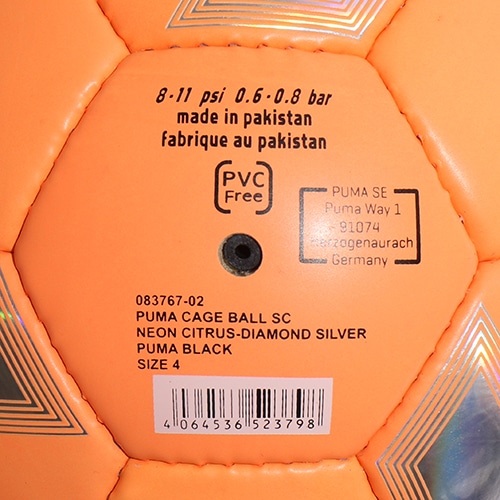 8-11 psi 0.6-0.8 bar
made in pakistan
fabrique au pakistan
PVC
Free
PUMA SE
Puma Way 1
91074
Herzogenaurach
Germany
083767-02
PUMA CAGE BALL SC
NEON CITRUS-DIAMOND SILVER
PUMA BLACK
SIZE 4
4 064536 523798